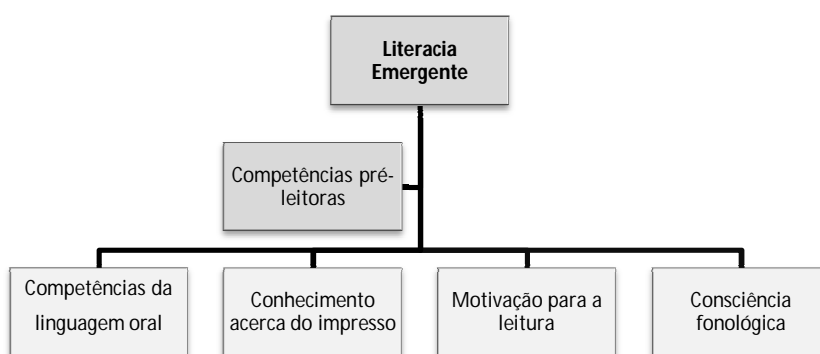 Literacia
Emergente
Competências pré-
leitoras
Competências da
linguagem oral
Conhecimento
acerca do impresso
Motivação para a
leitura
Consciência
fonológica